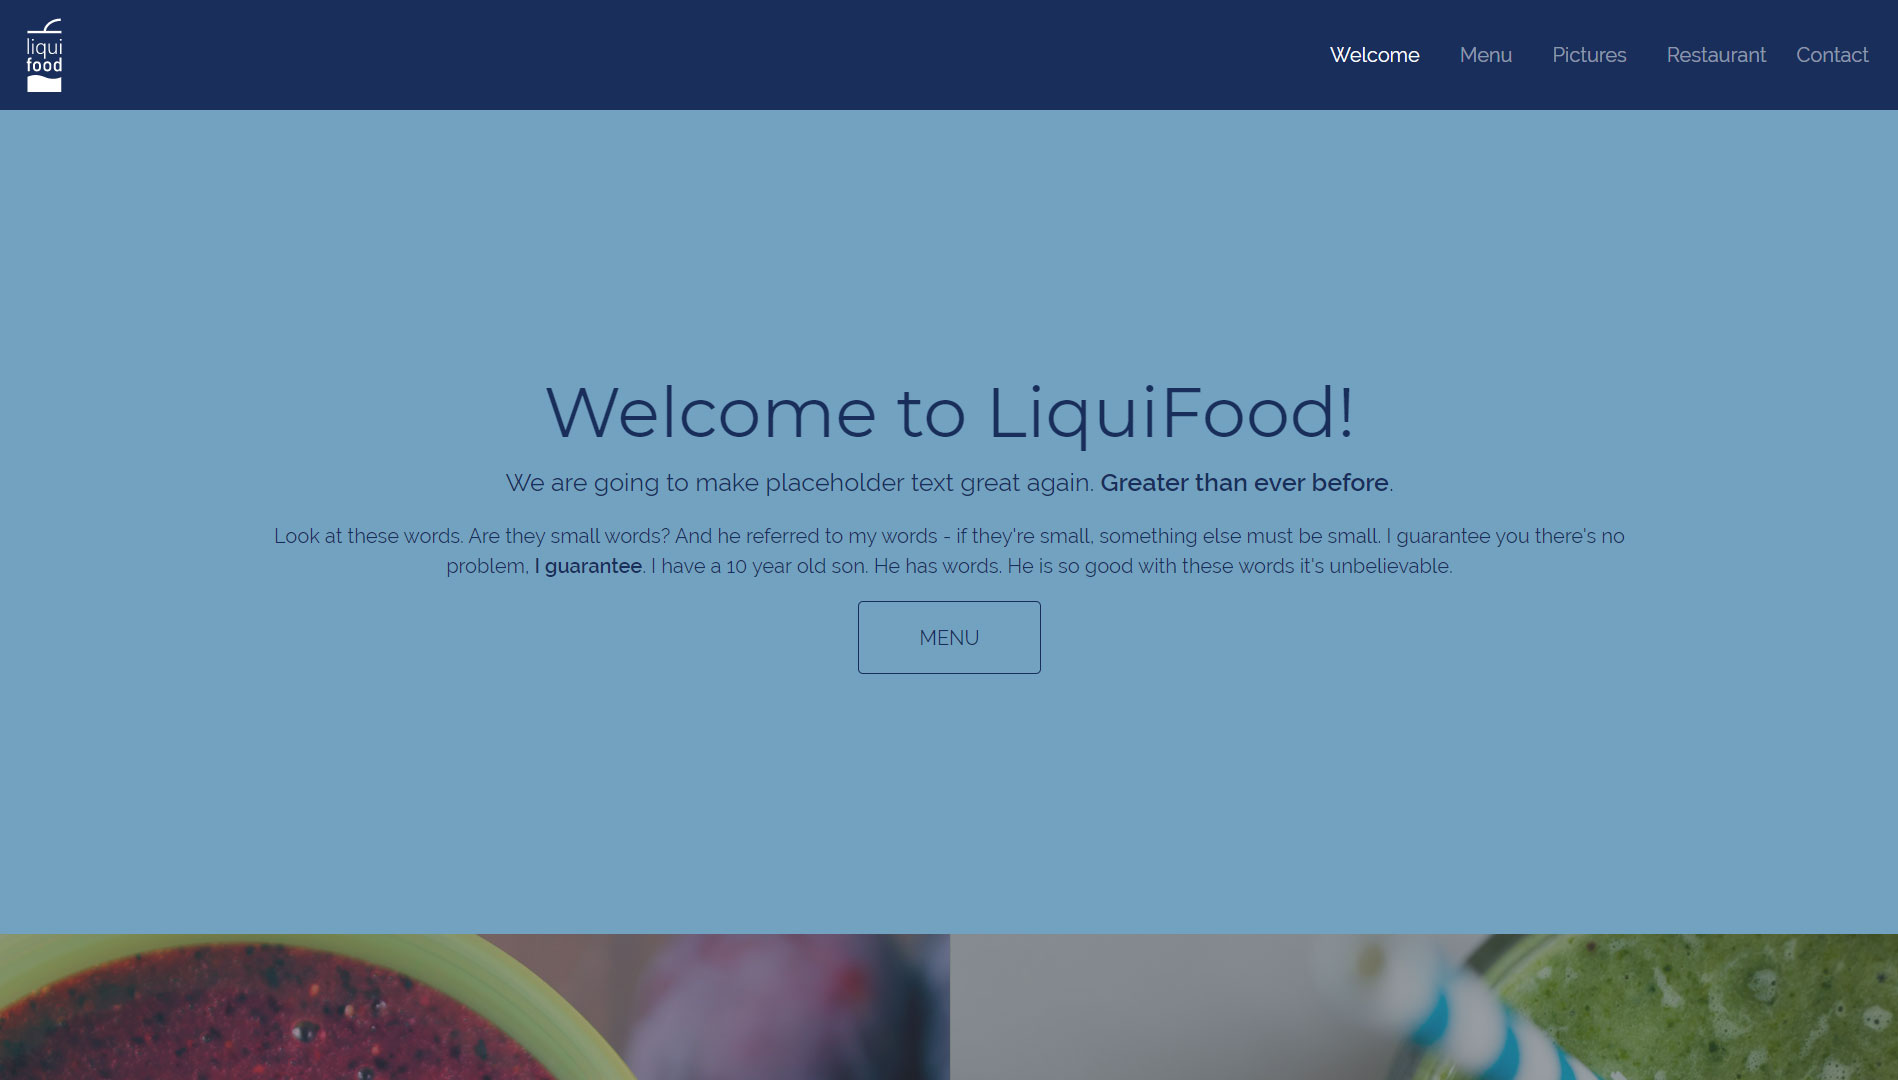 liqui
food
Welcome Menu Pictures Restaurant Contact
Welcome to LiquiFood!
We are going to make placeholder text great again. Greater than ever before.
Look at these words. Are they small words? And he referred to my words - if they're small, something else must be small. I guarantee you there's no
problem, I guarantee. I have a 10 year old son. He has words. He is so good with these words it's unbelievable.
MENU